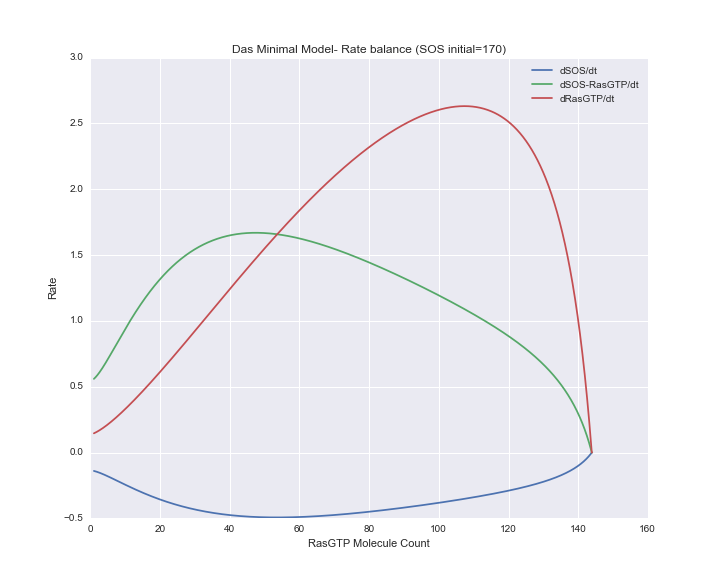 Das Minimal Model- Rate balance (SOS initial=170)
dSOS/dt
dSOS-RasGTP/dt
dRasGTP/dt
3.0
2.5
2.0
1.5
1.0
0.5
0.0
−0.5
Rate
0 20 40 60 80 100 120 140 160
RasGTP Molecule Count